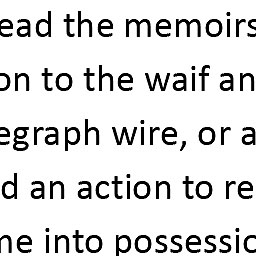 ead the memoirs
on to the waif an
egraph wire, or a
d an action to re
me into possessio